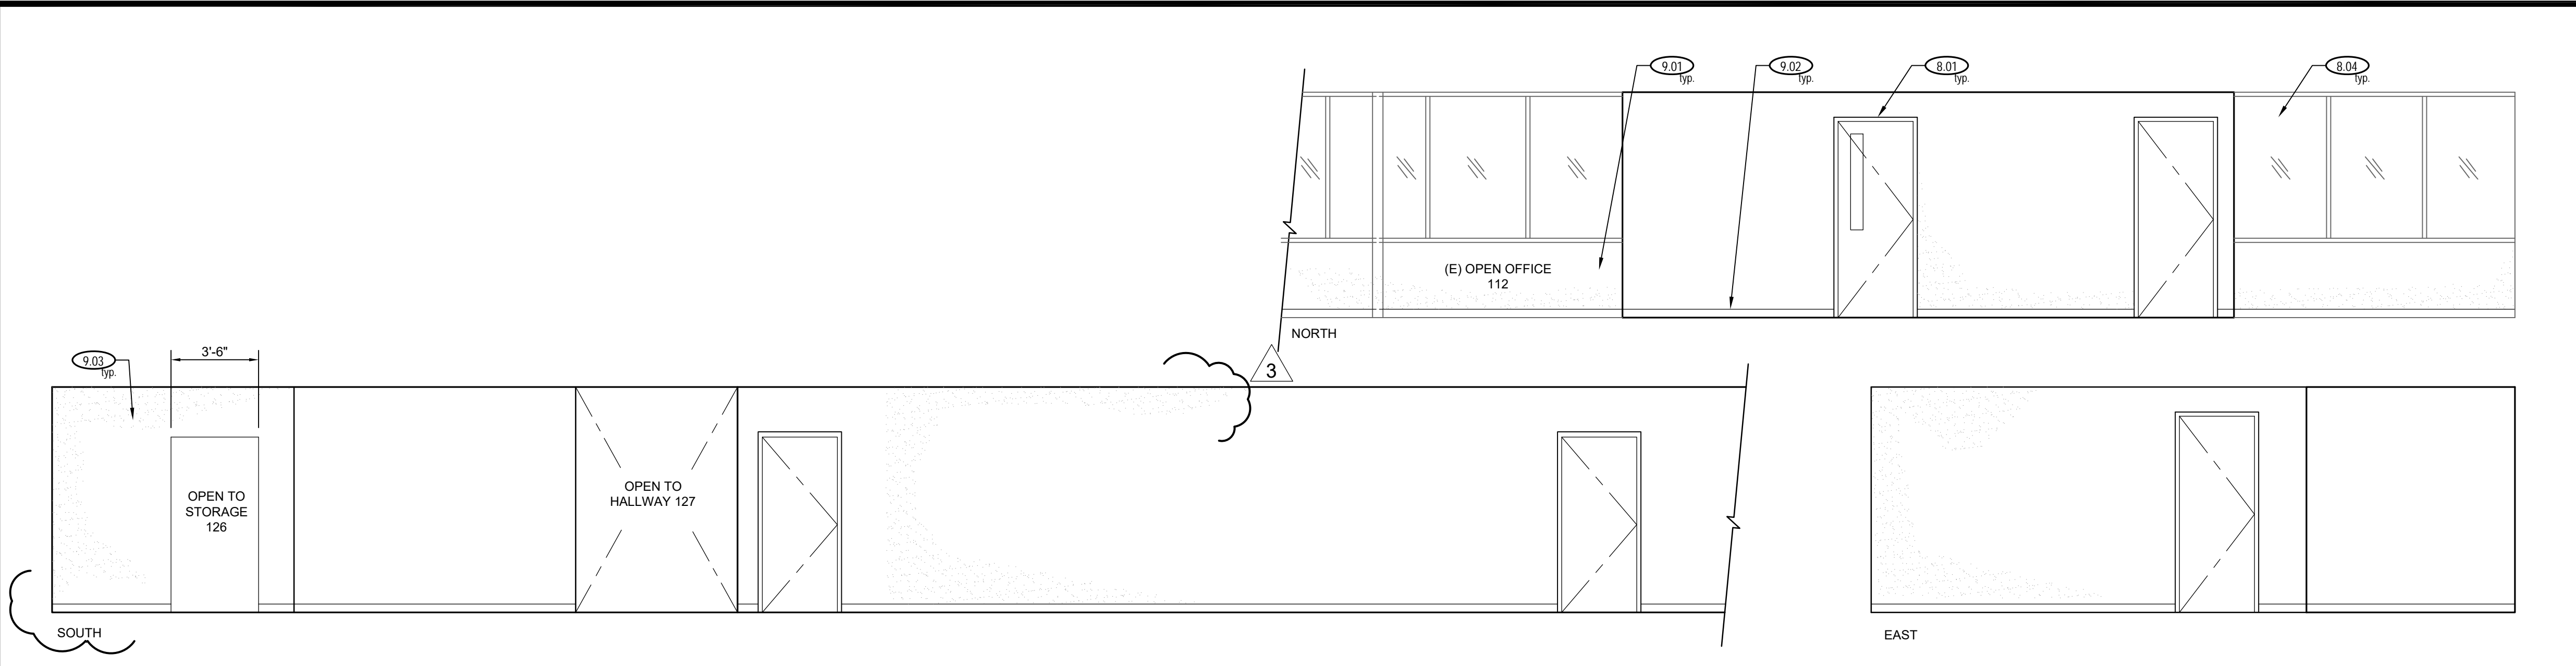 9.01
typ.
9.02
typ.
8.01
typ.
8.04
typ.
(E) OPEN OFFICE
112
NORTH
3
9.03
typ.
3'-6"
OPEN TO
STORAGE
126
OPEN TO
HALLWAY 127
SOUTH
EAST